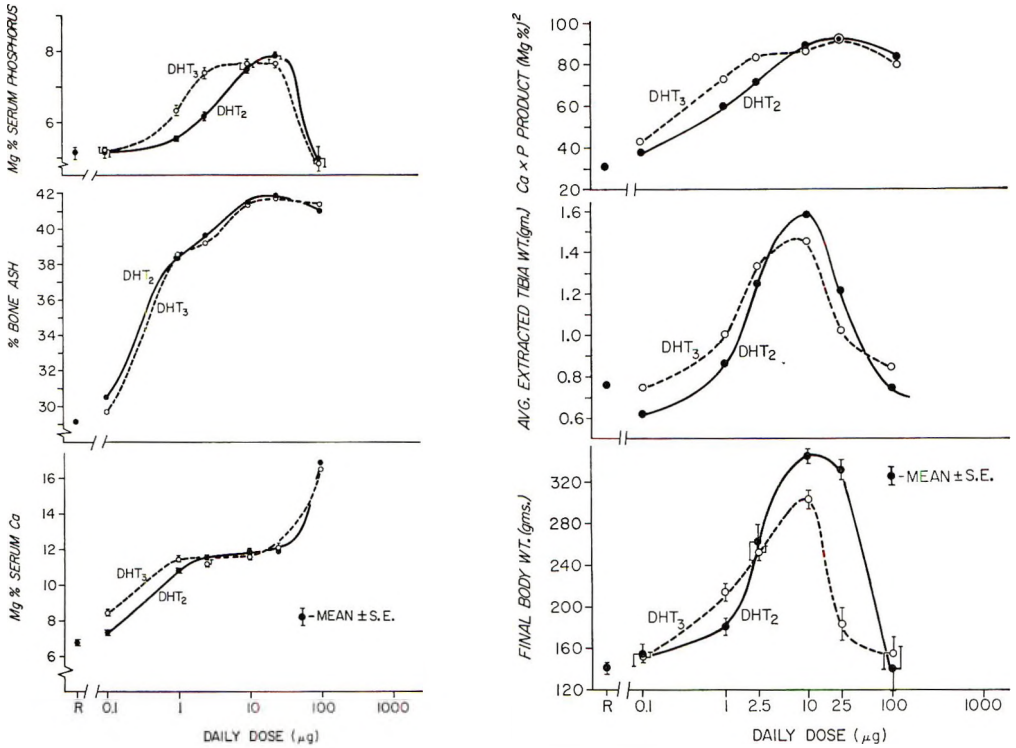 Mg % SERUM PHOSPHORUS
8
6
DHT3
DHT2
% BONE ASH
42
40
38
36
34
32
30
DHT2
DHT3
Mg % SERUM Ca
16
14
12
10
8
6
DHT3
DHT2
-MEAN ± S.E.
R 0.1 1 10 100 1000
DAILY DOSE (μg)
Ca x P PRODUCT (Mg %)2
100
80
60
40
20
DHT3
DHT2
AVG. EXTRACTED TIBIA WT.(gm.)
1.6
1.4
1.2
1.0
0.8
0.6
DHT3
DHT2
FINAL BODY WT.(gms.)
320
280
240
200
160
120
DHT3
DHT2
-MEAN ± S.E.
R 0.1 1 2.5 10 25 100 1000
DAILY DOSE (μg)